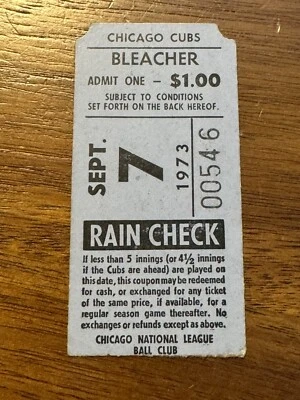 CHICAGO CUBS
BLEACHER
ADMIT ONE – $1.00
SUBJECT TO CONDITIONS
SET FORTH ON THE BACK HEREOF.
SEPT.
7
1973
00546
RAIN CHECK
If less than 5 innings (or 4½ innings
if the Cubs are ahead) are played on
this date, this coupon may be redeemed
for cash, or exchanged for any ticket
of the same price, if available, for a
regular season game thereafter. No
exchanges or refunds except as above.
CHICAGO NATIONAL LEAGUE
BALL CLUB